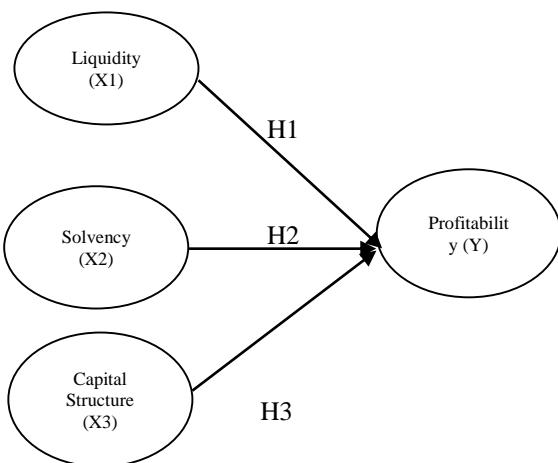 Liquidity
(X1)
H1
Solvency
(X2)
H2
Profitabilit
y (Y)
Capital
Structure
(X3)
H3